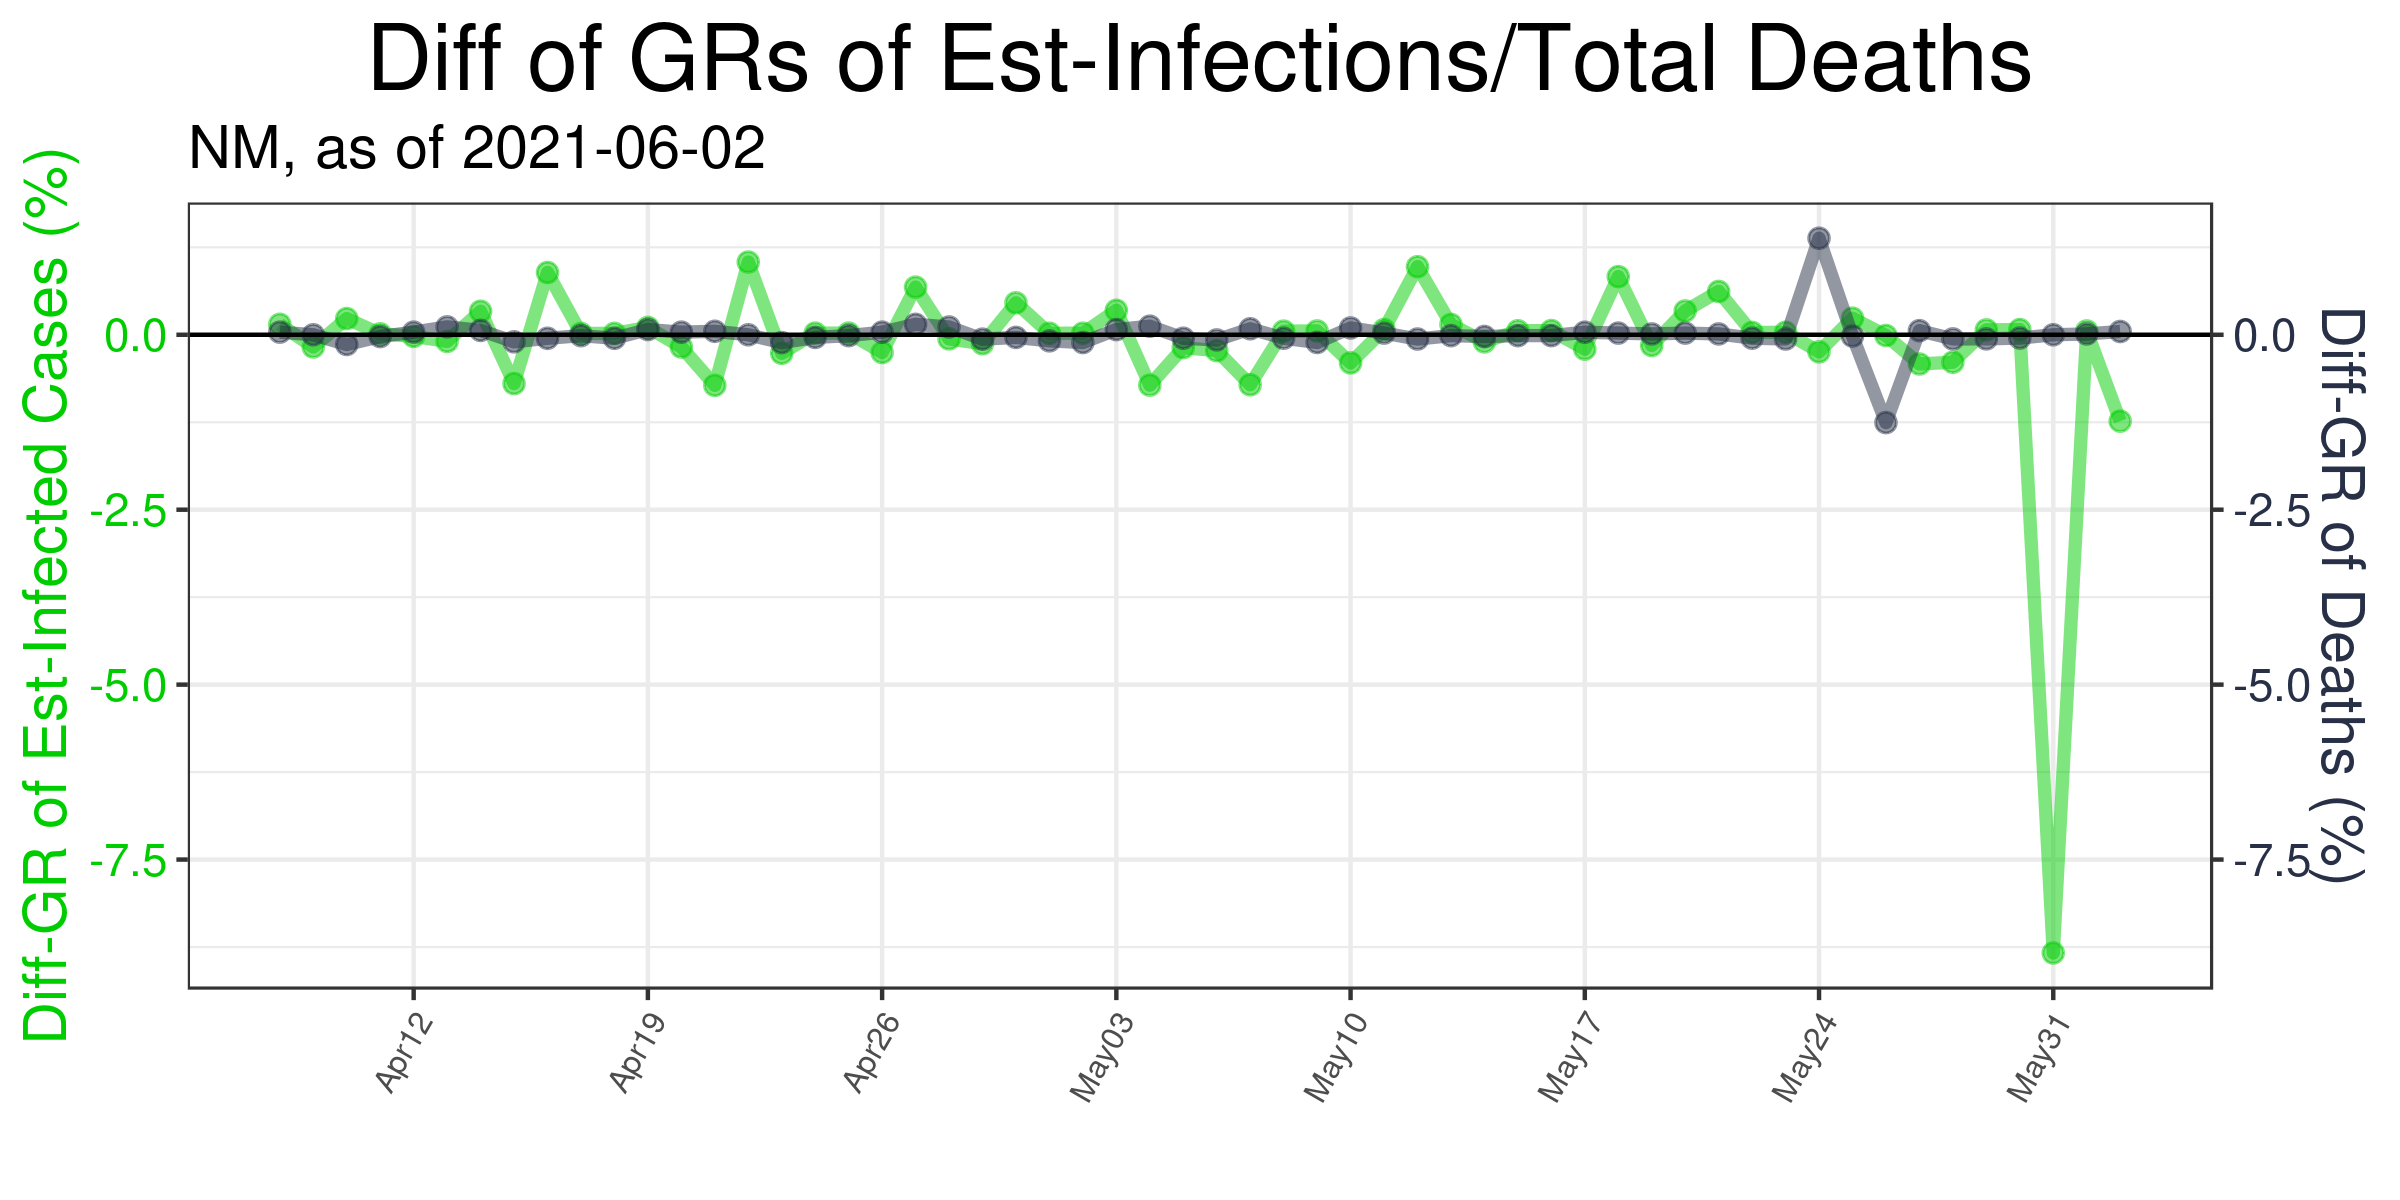 Diff of GRs of Est-Infections/Total Deaths
NM, as of 2021-06-02
Diff-GR of Est-Infected Cases (%)
0.0
-2.5
-5.0
-7.5
0.0
-2.5
-5.0
-7.5
Diff-GR of Deaths (%)
Apr12
Apr19
Apr26
May03
May10
May17
May24
May31